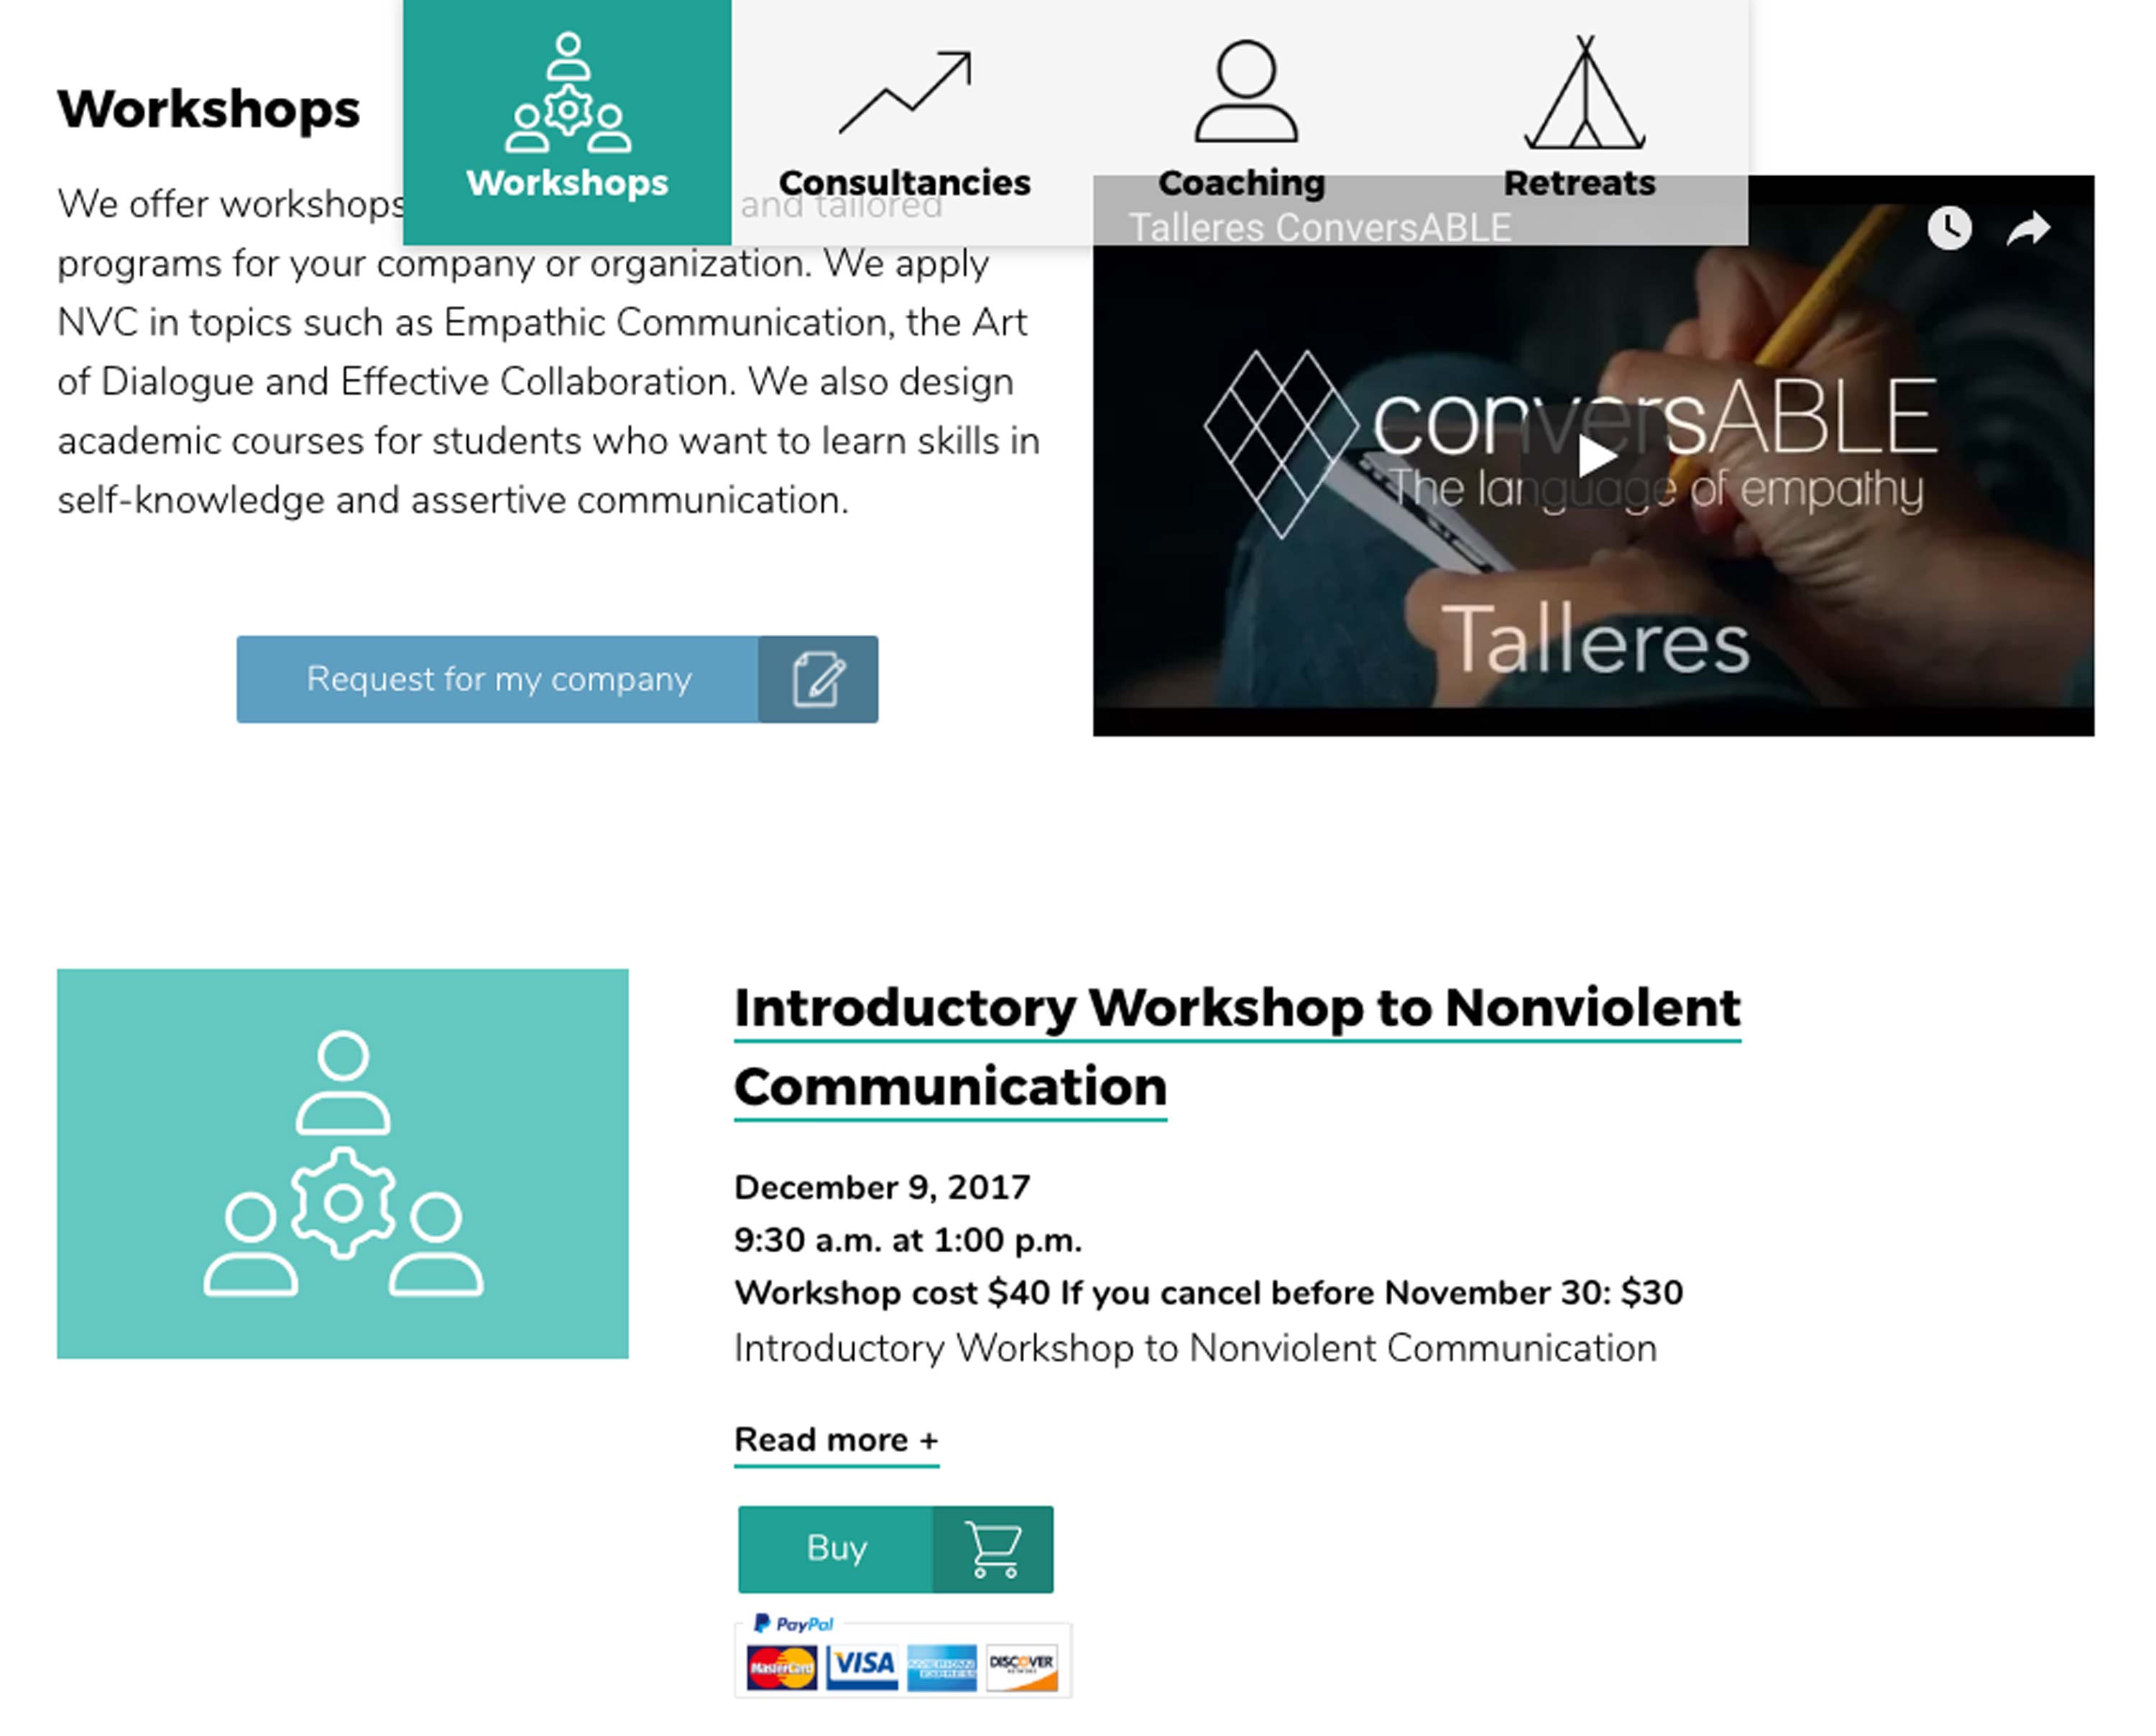 Workshops
Workshops
Consultancies
Coaching
Retreats
We offer workshops and tailored
programs for your company or organization. We apply
NVC in topics such as Empathic Communication, the Art
of Dialogue and Effective Collaboration. We also design
academic courses for students who want to learn skills in
self-knowledge and assertive communication.
Request for my company
Talleres ConversABLE
conversABLE
The language of empathy
Talleres
Introductory Workshop to Nonviolent
Communication
December 9, 2017
9:30 a.m. at 1:00 p.m.
Workshop cost $40 If you cancel before November 30: $30
Introductory Workshop to Nonviolent Communication
Read more +
Buy
PayPal
MasterCard VISA AMERICAN EXPRESS DISCOVER